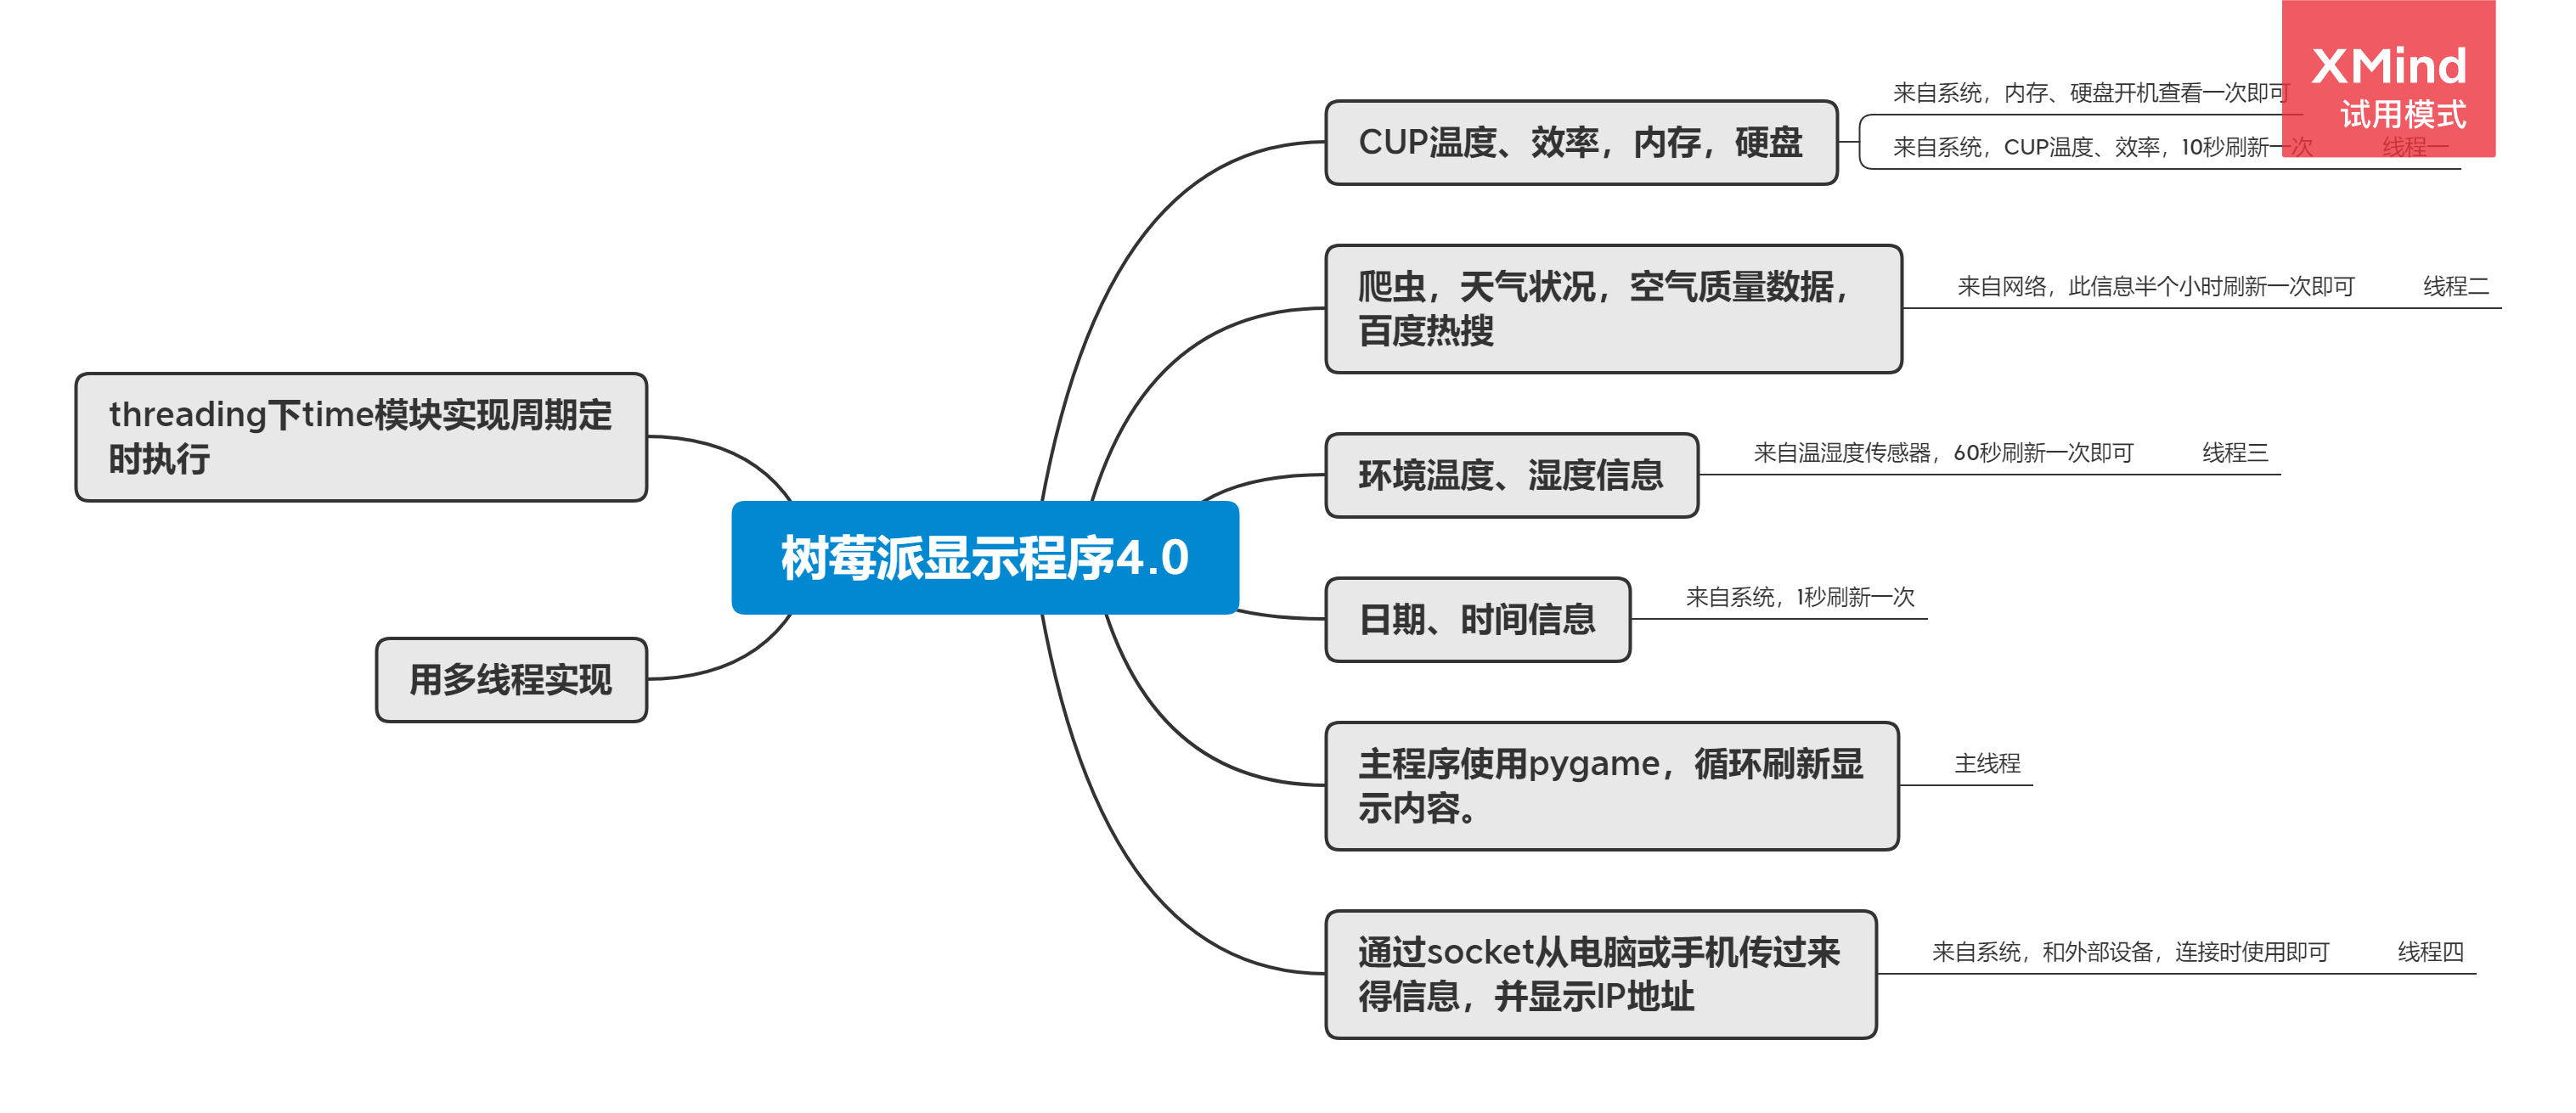 XMind
试用模式
CUP温度、效率，内存，硬盘
来自系统，内存、硬盘开机查看一次即可
来自系统，CUP温度、效率，10秒刷新一次
线程一
爬虫，天气状况，空气质量数据，
百度热搜
来自网络，此信息半个小时刷新一次即可
线程二
threading下time模块实现周期定
时执行
环境温度、湿度信息
来自温湿度传感器，60秒刷新一次即可
线程三
树莓派显示程序4.0
日期、时间信息
来自系统，1秒刷新一次
用多线程实现
主程序使用pygame，循环刷新显
示内容。
主线程
通过socket从电脑或手机传过来
得信息，并显示IP地址
来自系统，和外部设备，连接时使用即可
线程四